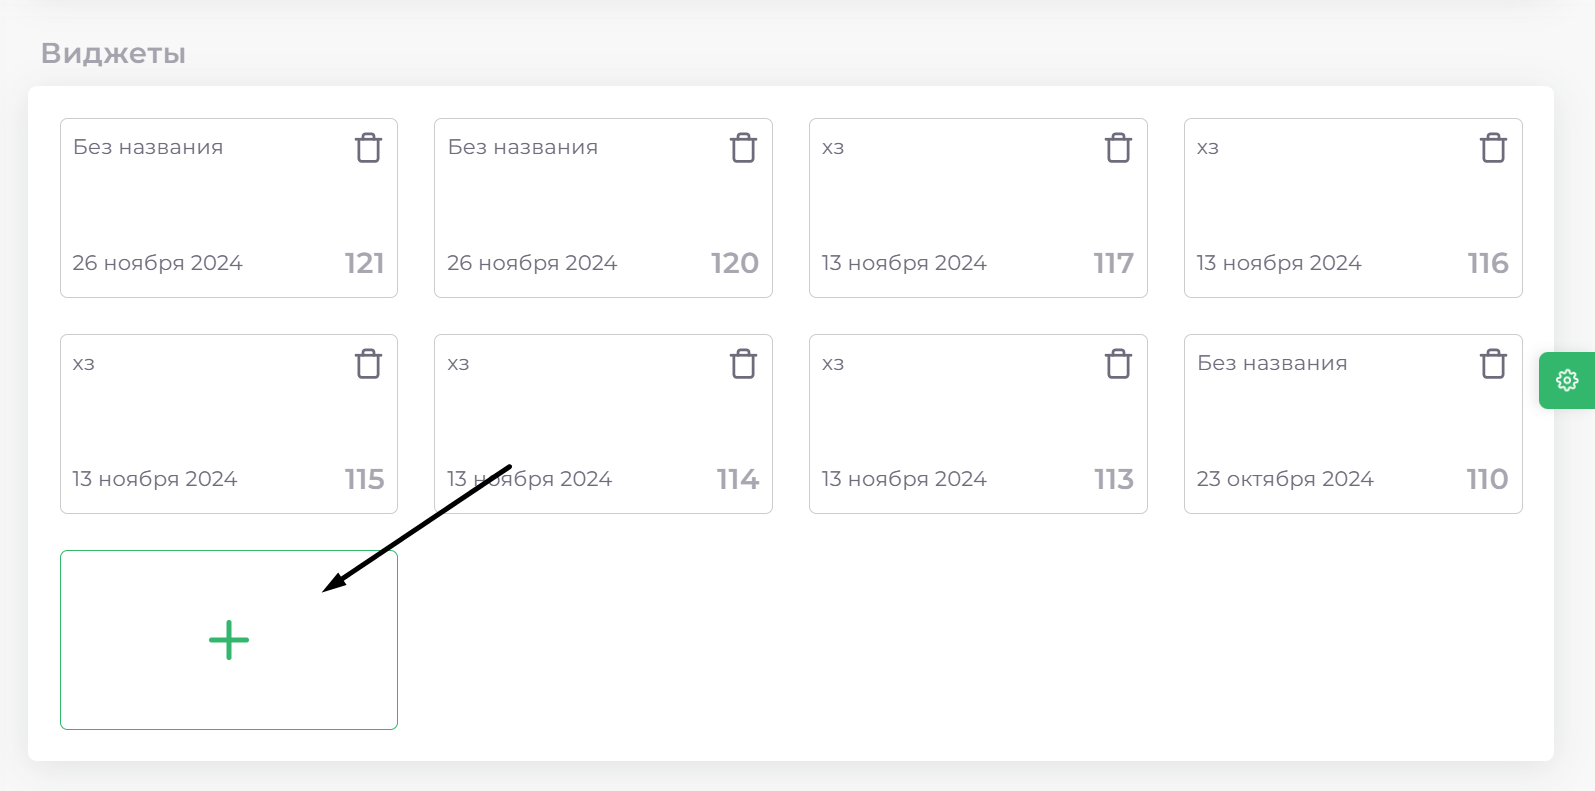 Виджеты
Без названия
26 ноября 2024 121
Без названия
26 ноября 2024 120
хз
13 ноября 2024 117
хз
13 ноября 2024 116
хз
13 ноября 2024 115
хз
13 ноября 2024 114
хз
13 ноября 2024 113
Без названия
23 октября 2024 110